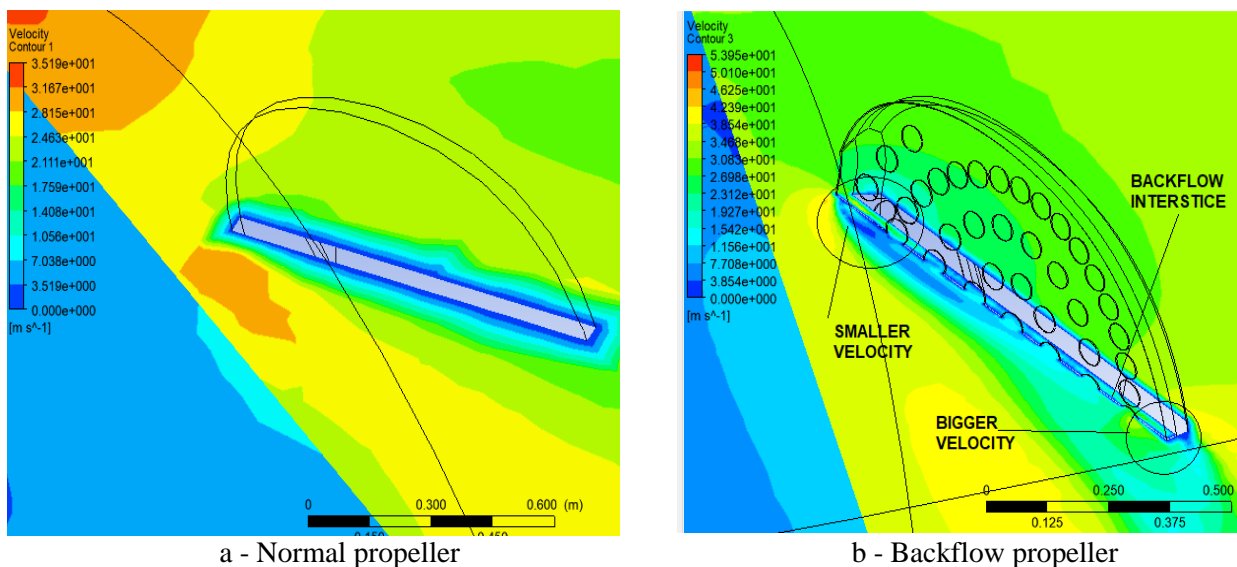 Velocity
Contour 1
3.519e+001
3.167e+001
2.815e+001
2.463e+001
2.111e+001
1.759e+001
1.408e+001
1.056e+001
7.038e+000
3.519e+000
0.000e+000
[m s^-1]
0 0.300 0.600 (m)
0.150 0.450
a - Normal propeller
Velocity
Contour 3
5.395e+001
5.010e+001
4.625e+001
4.239e+001
3.854e+001
3.468e+001
3.083e+001
2.698e+001
2.312e+001
1.927e+001
1.542e+001
1.156e+001
7.708e+000
3.854e+000
0.000e+000
[m s^-1]
BACKFLOW
INTERSTICE
SMALLER
VELOCITY
BIGGER
VELOCITY
0 0.250 0.500
0.125 0.375
b - Backflow propeller